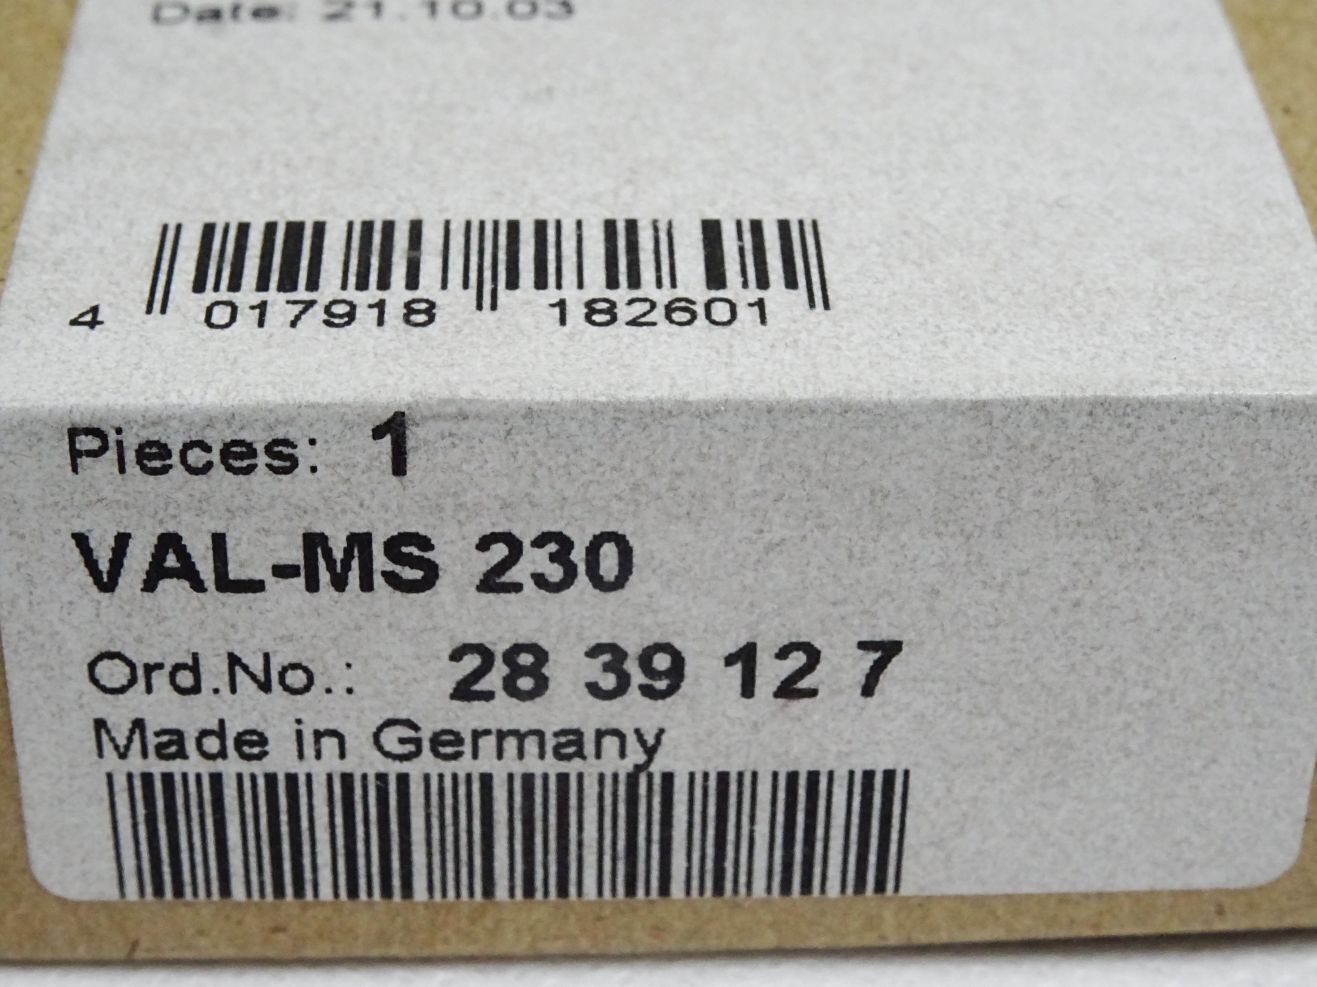 Date: 21.10.03
4 017918 182601
Pieces: 1
VAL-MS 230
Ord.No.: 28 39 12 7
Made in Germany